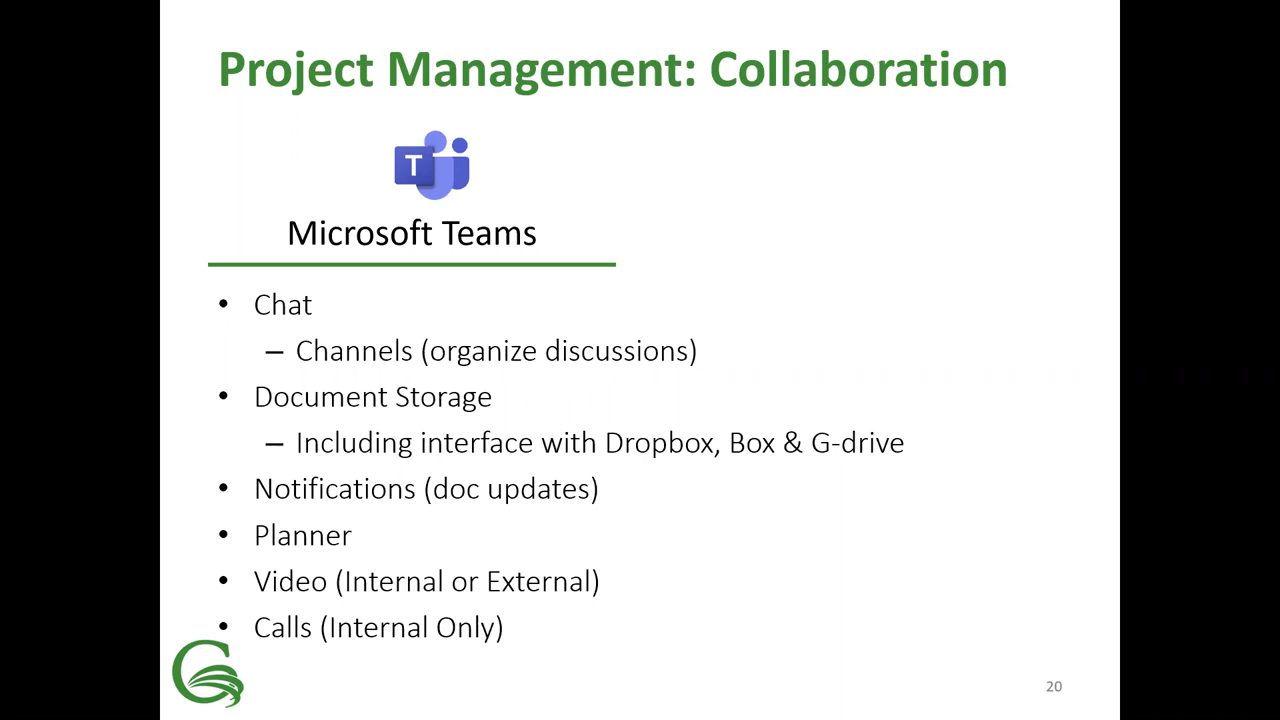 Project Management: Collaboration
T
Microsoft Teams
• Chat
– Channels (organize discussions)
• Document Storage
– Including interface with Dropbox, Box & G-drive
• Notifications (doc updates)
• Planner
• Video (Internal or External)
• Calls (Internal Only)
20